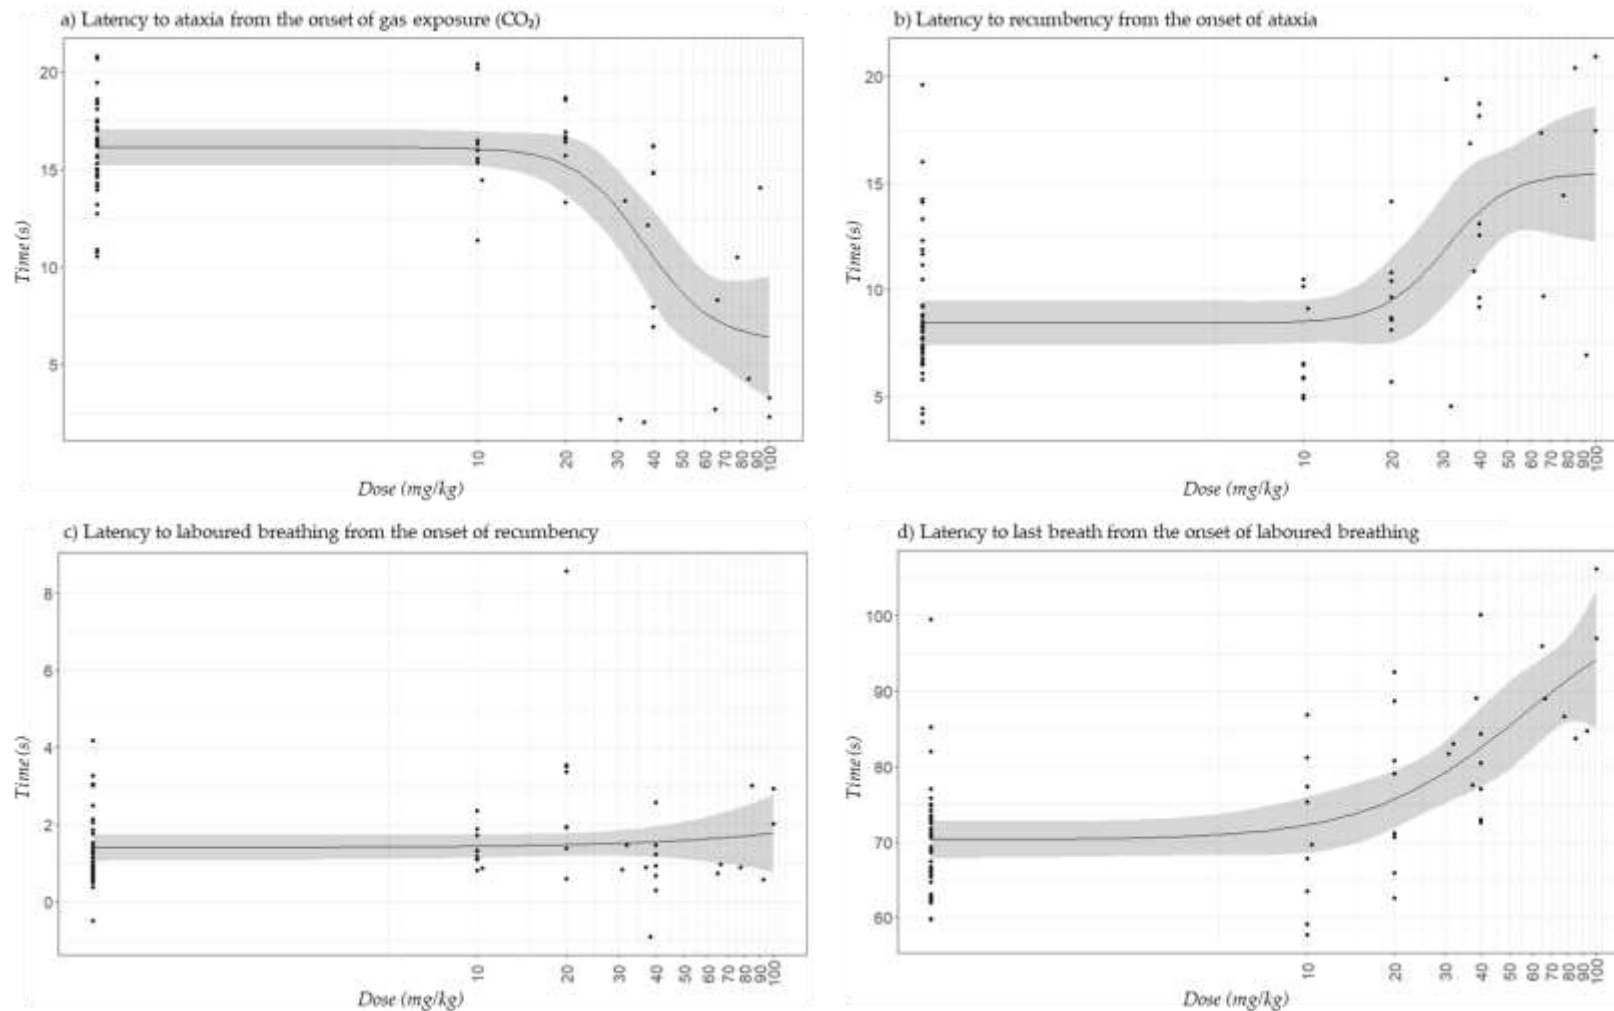 a) Latency to ataxia from the onset of gas exposure (CO₂)
20
15
10
5
Time (s)
10 20 30 40 50 60 70 80 90 100
Dose (mg/kg)
b) Latency to recumbency from the onset of ataxia
20
15
10
5
Time (s)
10 20 30 40 50 60 70 80 90 100
Dose (mg/kg)
c) Latency to laboured breathing from the onset of recumbency
8
6
4
2
0
Time (s)
10 20 30 40 50 60 70 80 90 100
Dose (mg/kg)
d) Latency to last breath from the onset of laboured breathing
100
90
80
70
60
Time (s)
10 20 30 40 50 60 70 80 90 100
Dose (mg/kg)